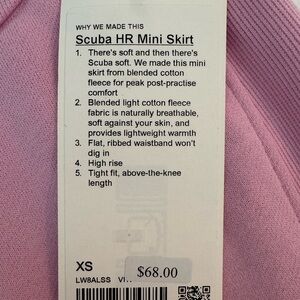 WHY WE MADE THIS
Scuba HR Mini Skirt
1. There's soft and then there's
Scuba soft. We made this mini
skirt from blended cotton
fleece for peak post-practise
comfort
2. Blended light cotton fleece
fabric is naturally breathable,
soft against your skin, and
provides lightweight warmth
3. Flat, ribbed waistband won't
dig in
4. High rise
5. Tight fit, above-the-knee
length
XS
$68.00
LW8ALSS